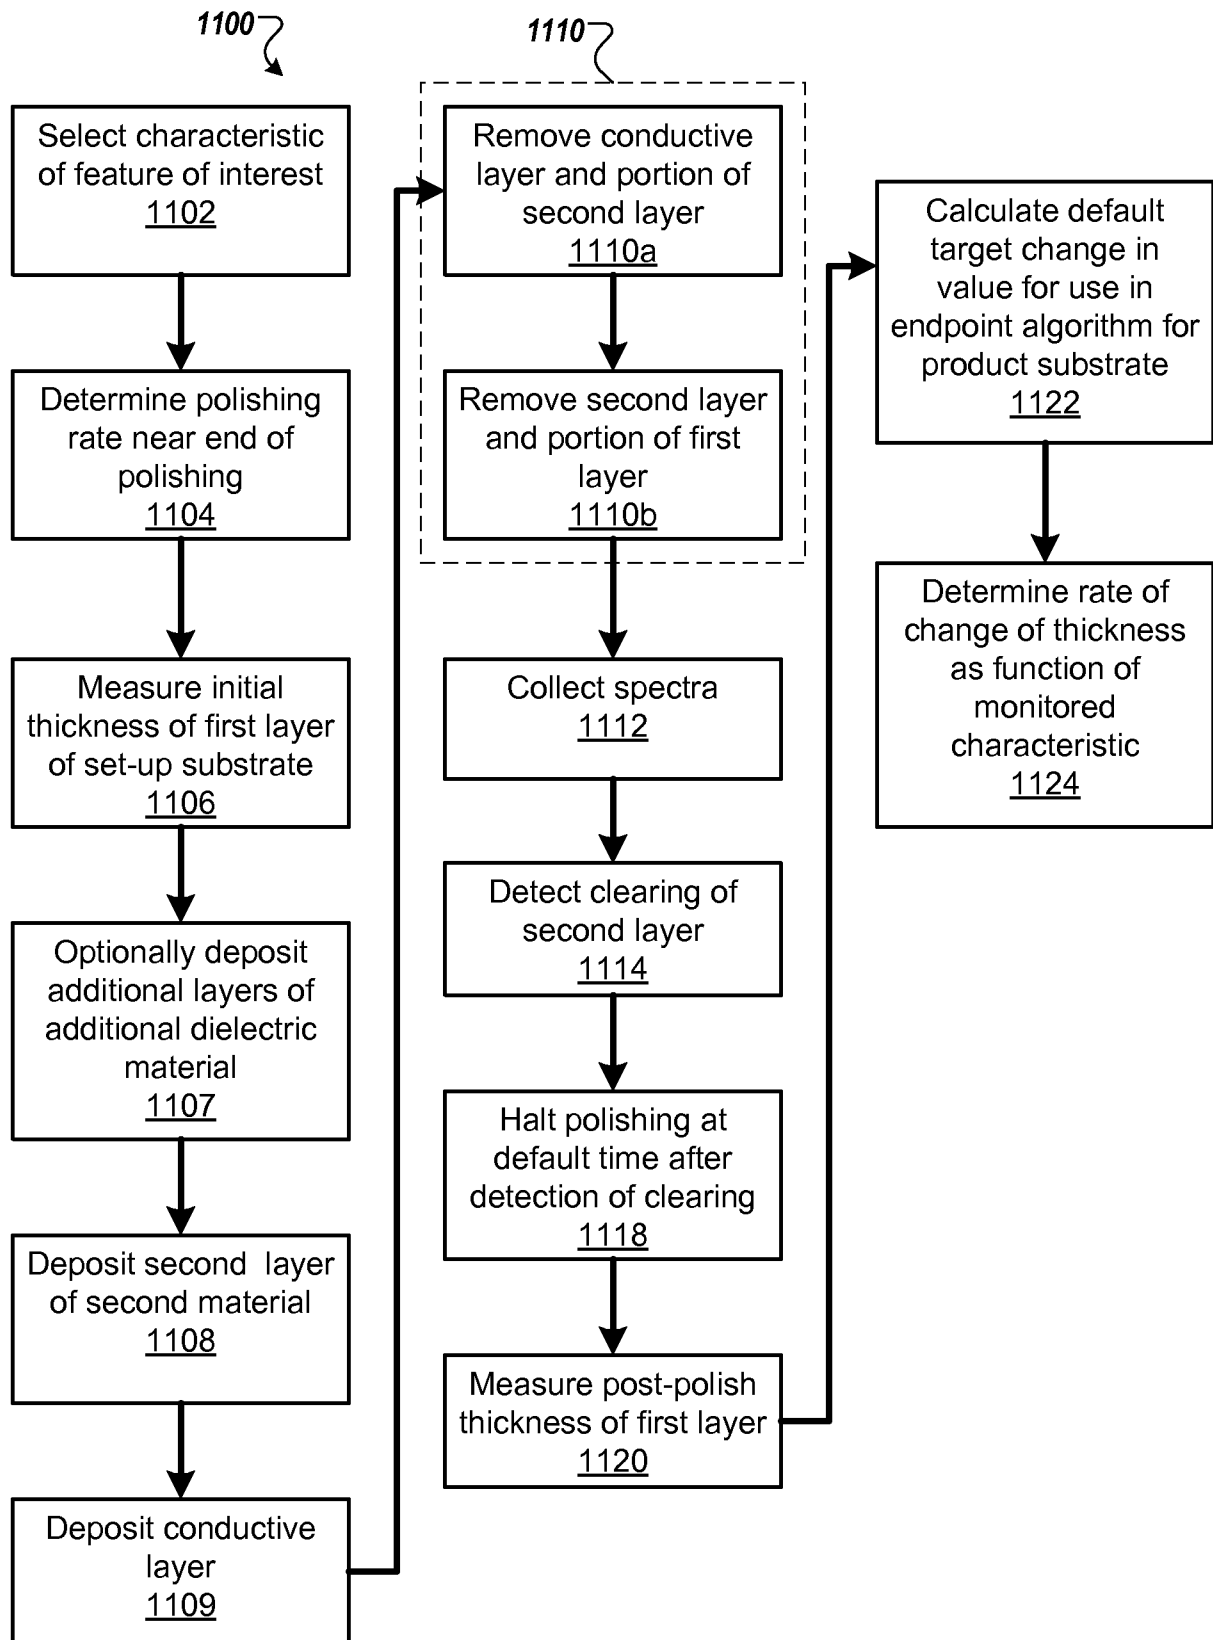 1100
Select characteristic
of feature of interest
1102
Determine polishing
rate near end of
polishing
1104
Measure initial
thickness of first layer
of set-up substrate
1106
Optionally deposit
additional layers of
additional dielectric
material
1107
Deposit second layer
of second material
1108
Deposit conductive
layer
1109
1110
Remove conductive
layer and portion of
second layer
1110a
Remove second layer
and portion of first
layer
1110b
Collect spectra
1112
Detect clearing of
second layer
1114
Halt polishing at
default time after
detection of clearing
1118
Measure post-polish
thickness of first layer
1120
Calculate default
target change in
value for use in
endpoint algorithm for
product substrate
1122
Determine rate of
change of thickness
as function of
monitored
characteristic
1124